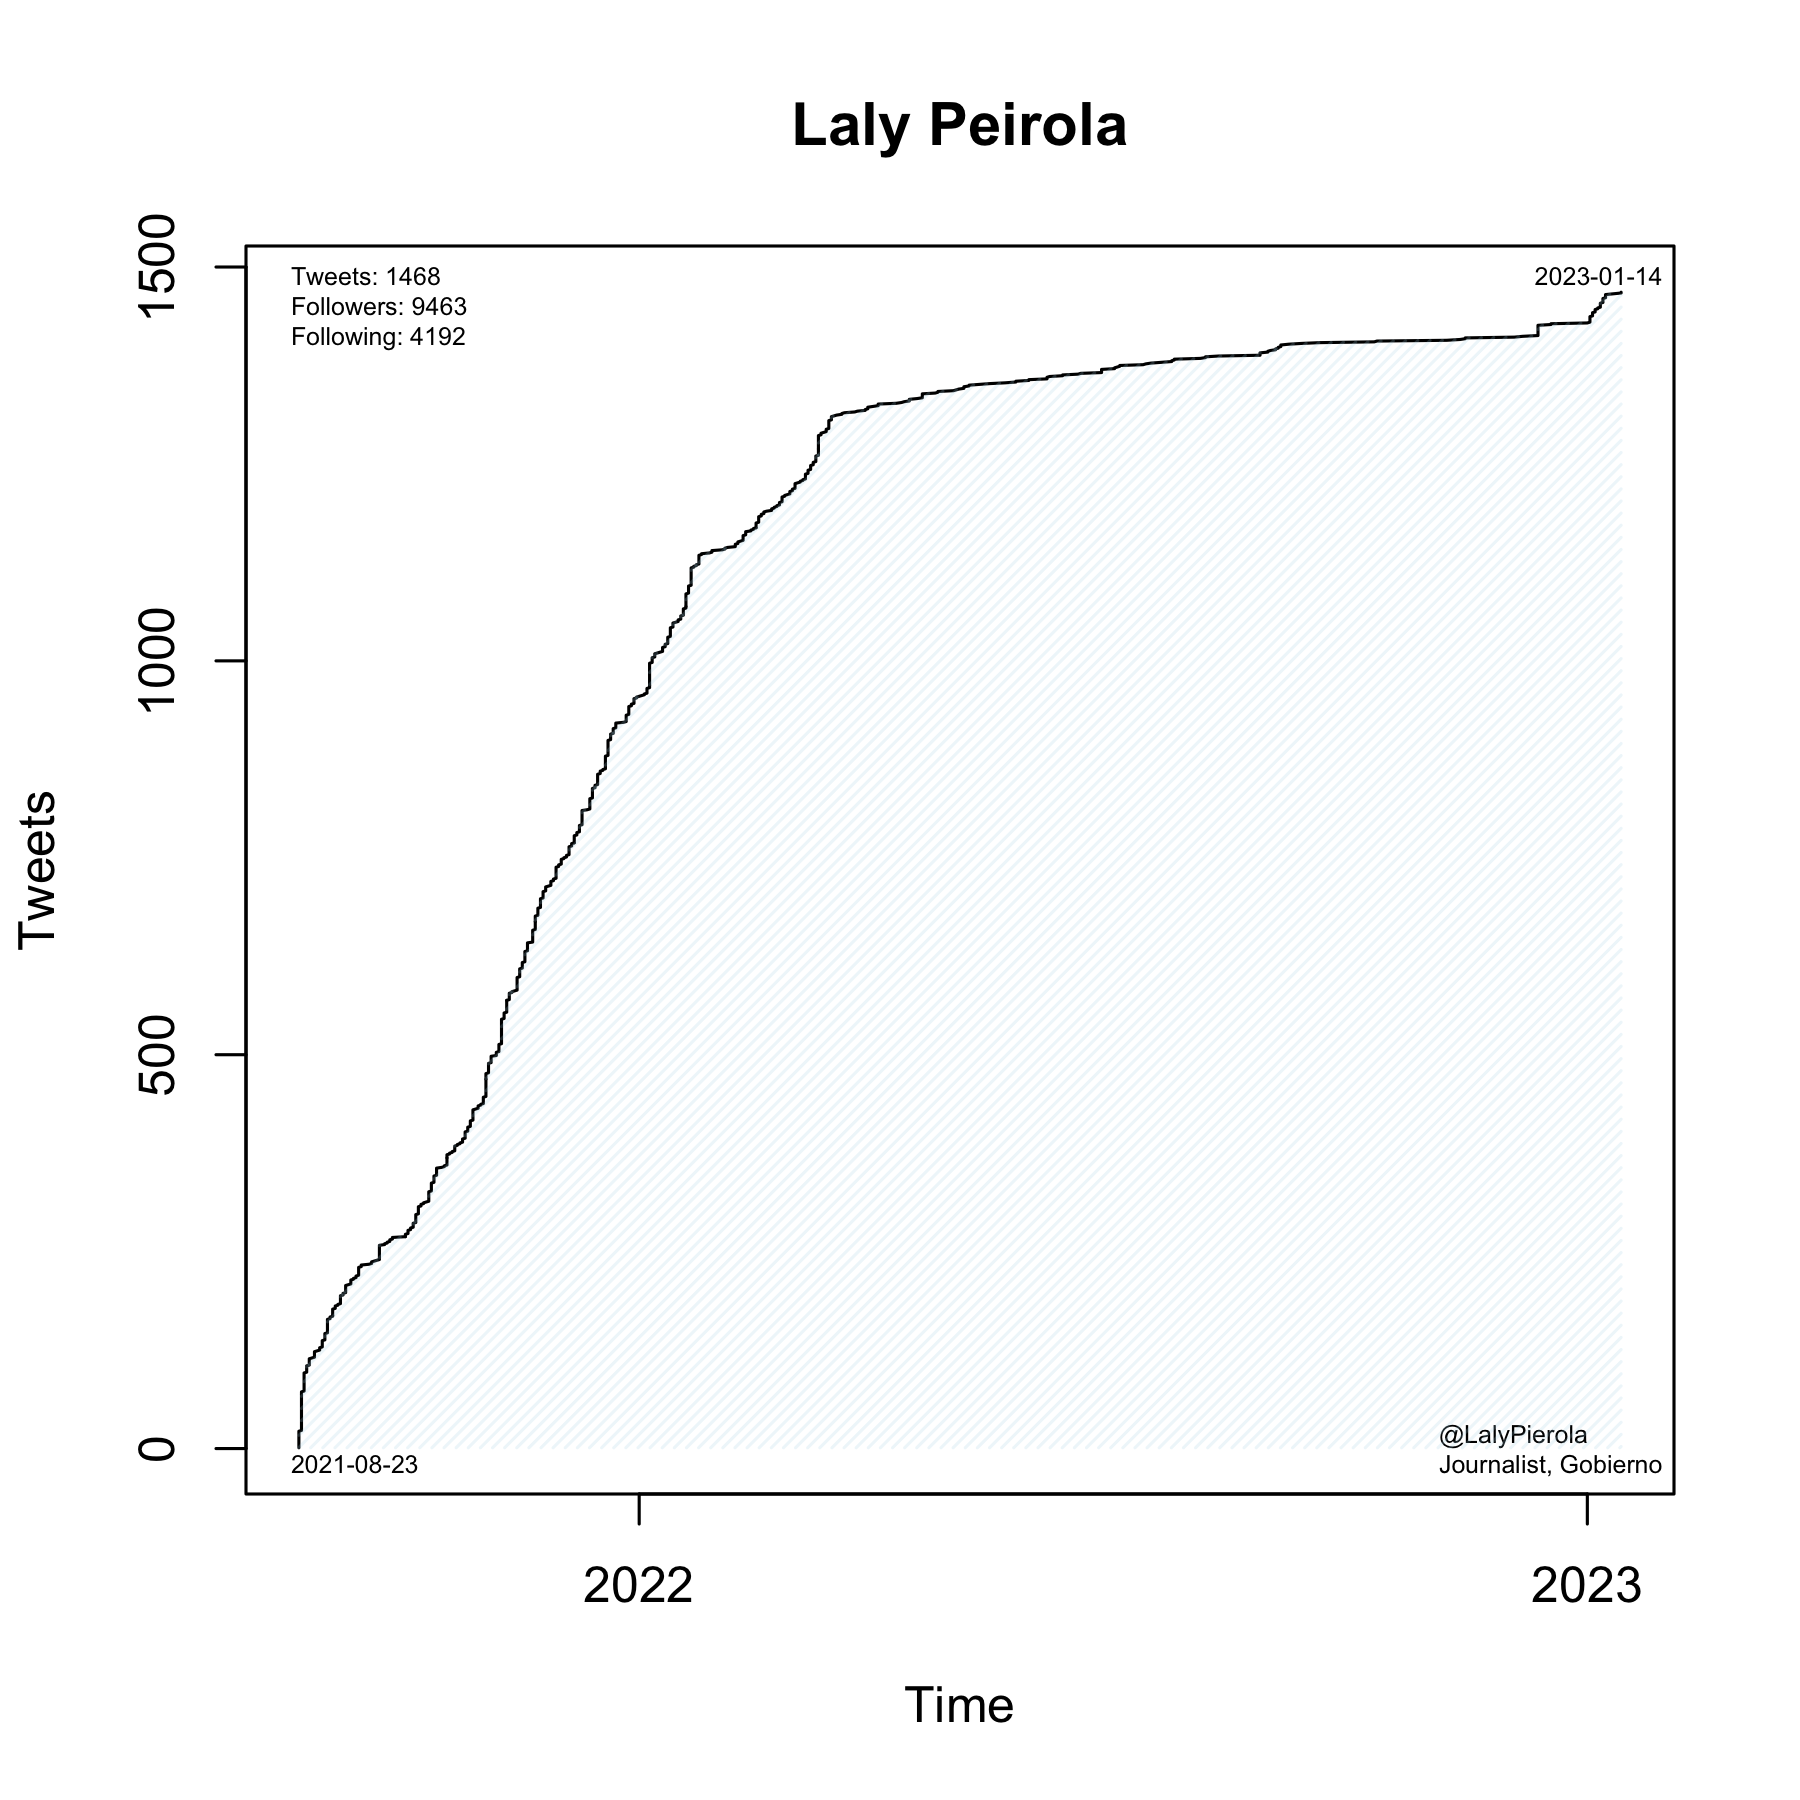 Laly Peirola
Tweets: 1468
Followers: 9463
Following: 4192
2023-01-14
1500
1000
500
0
Tweets
@LalyPierola
Journalist, Gobierno
2021-08-23
2022
2023
Time